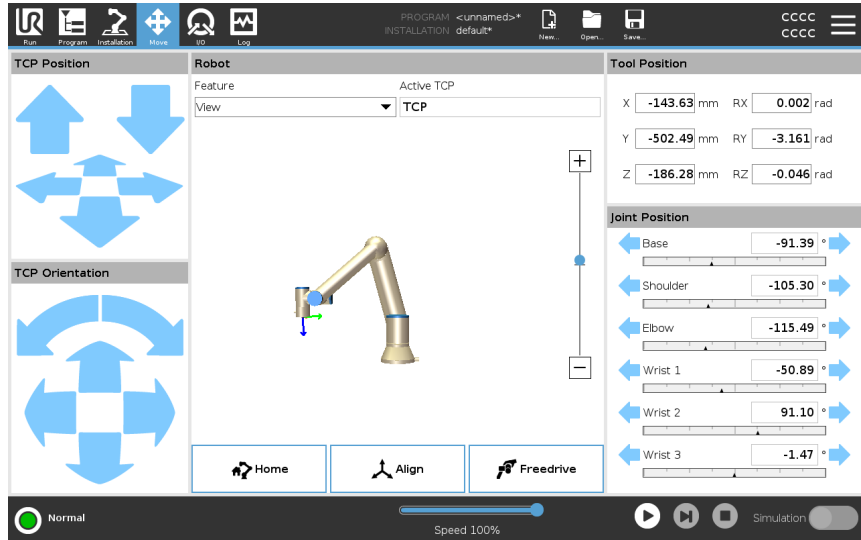 UR
Run
Program
Installation
Move
I/O
Log
PROGRAM <unnamed>*
INSTALLATION default*
New...
Open...
Save...
CCCC
CCCC
TCP Position
Robot
Feature
Active TCP
View
TCP
Tool Position
X -143.63 mm RX 0.002 rad
Y -502.49 mm RY -3.161 rad
Z -186.28 mm RZ -0.046 rad
TCP Orientation
Joint Position
Base -91.39 °
Shoulder -105.30 °
Elbow -115.49 °
Wrist 1 -50.89 °
Wrist 2 91.10 °
Wrist 3 -1.47 °
Home
Align
Freedrive
Normal
Speed 100%
Simulation